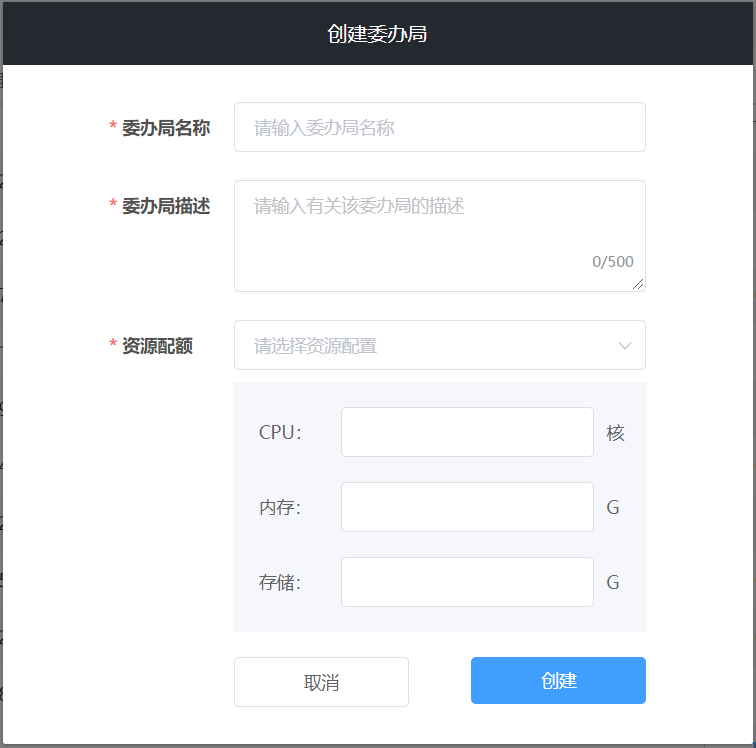 创建委办局
* 委办局名称 请输入委办局名称
* 委办局描述 请输入有关该委办局的描述
0/500
* 资源配额 请选择资源配置
CPU: 核
内存: G
存储: G
取消 创建